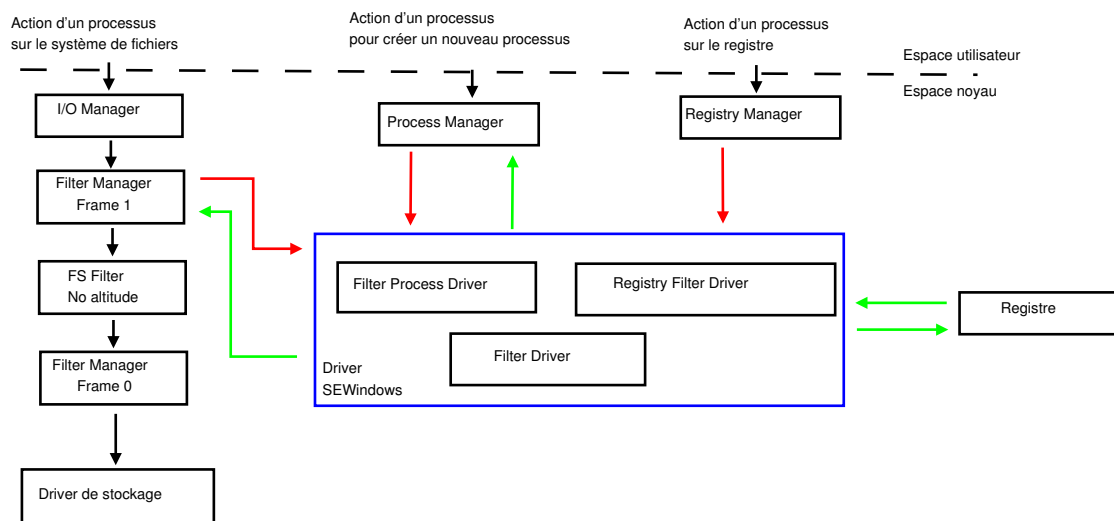 Action d'un processus
sur le système de fichiers
Action d'un processus
pour créer un nouveau processus
Action d'un processus
sur le registre
Espace utilisateur
Espace noyau
I/O Manager
Process Manager
Registry Manager
Filter Manager
Frame 1
FS Filter
No altitude
Filter Manager
Frame 0
Driver de stockage
Filter Process Driver
Registry Filter Driver
Filter Driver
Driver
SEWindows
Registre